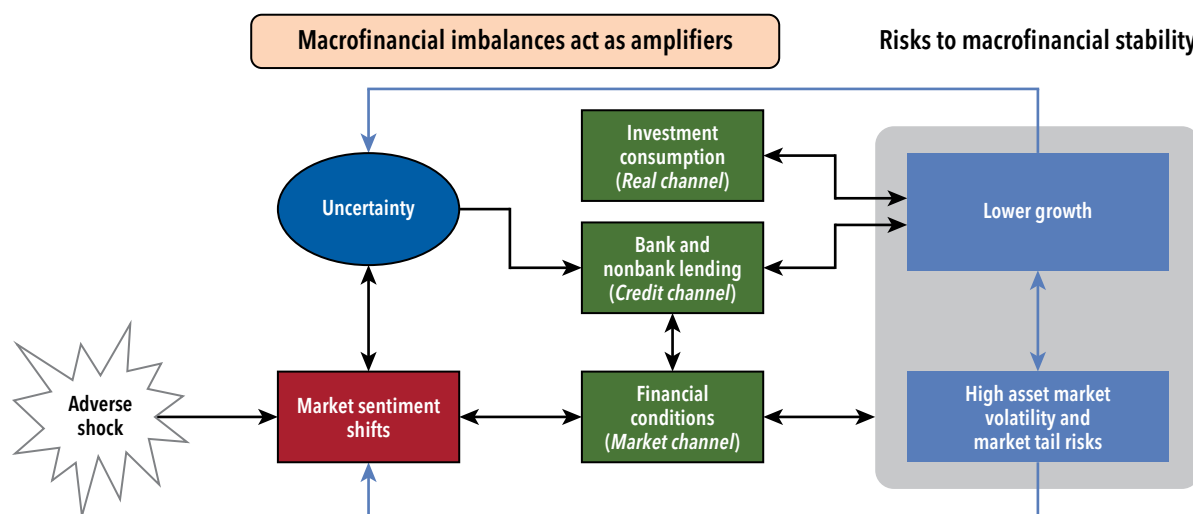 Macrofinancial imbalances act as amplifiers
Risks to macrofinancial stability
Investment
consumption
(Real channel)
Uncertainty
Lower growth
Bank and
nonbank lending
(Credit channel)
Adverse
shock
Market sentiment
shifts
Financial
conditions
(Market channel)
High asset market
volatility and
market tail risks